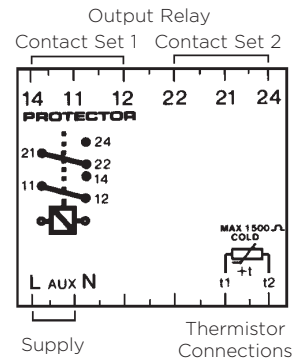 Output Relay
Contact Set 1 Contact Set 2
14 11 12 22 21 24
PROTECTOR
24
21
22
14
11
12
MAX 1500 Ω
COLD
+t
L AUX N t1 t2
Supply
Thermistor
Connections